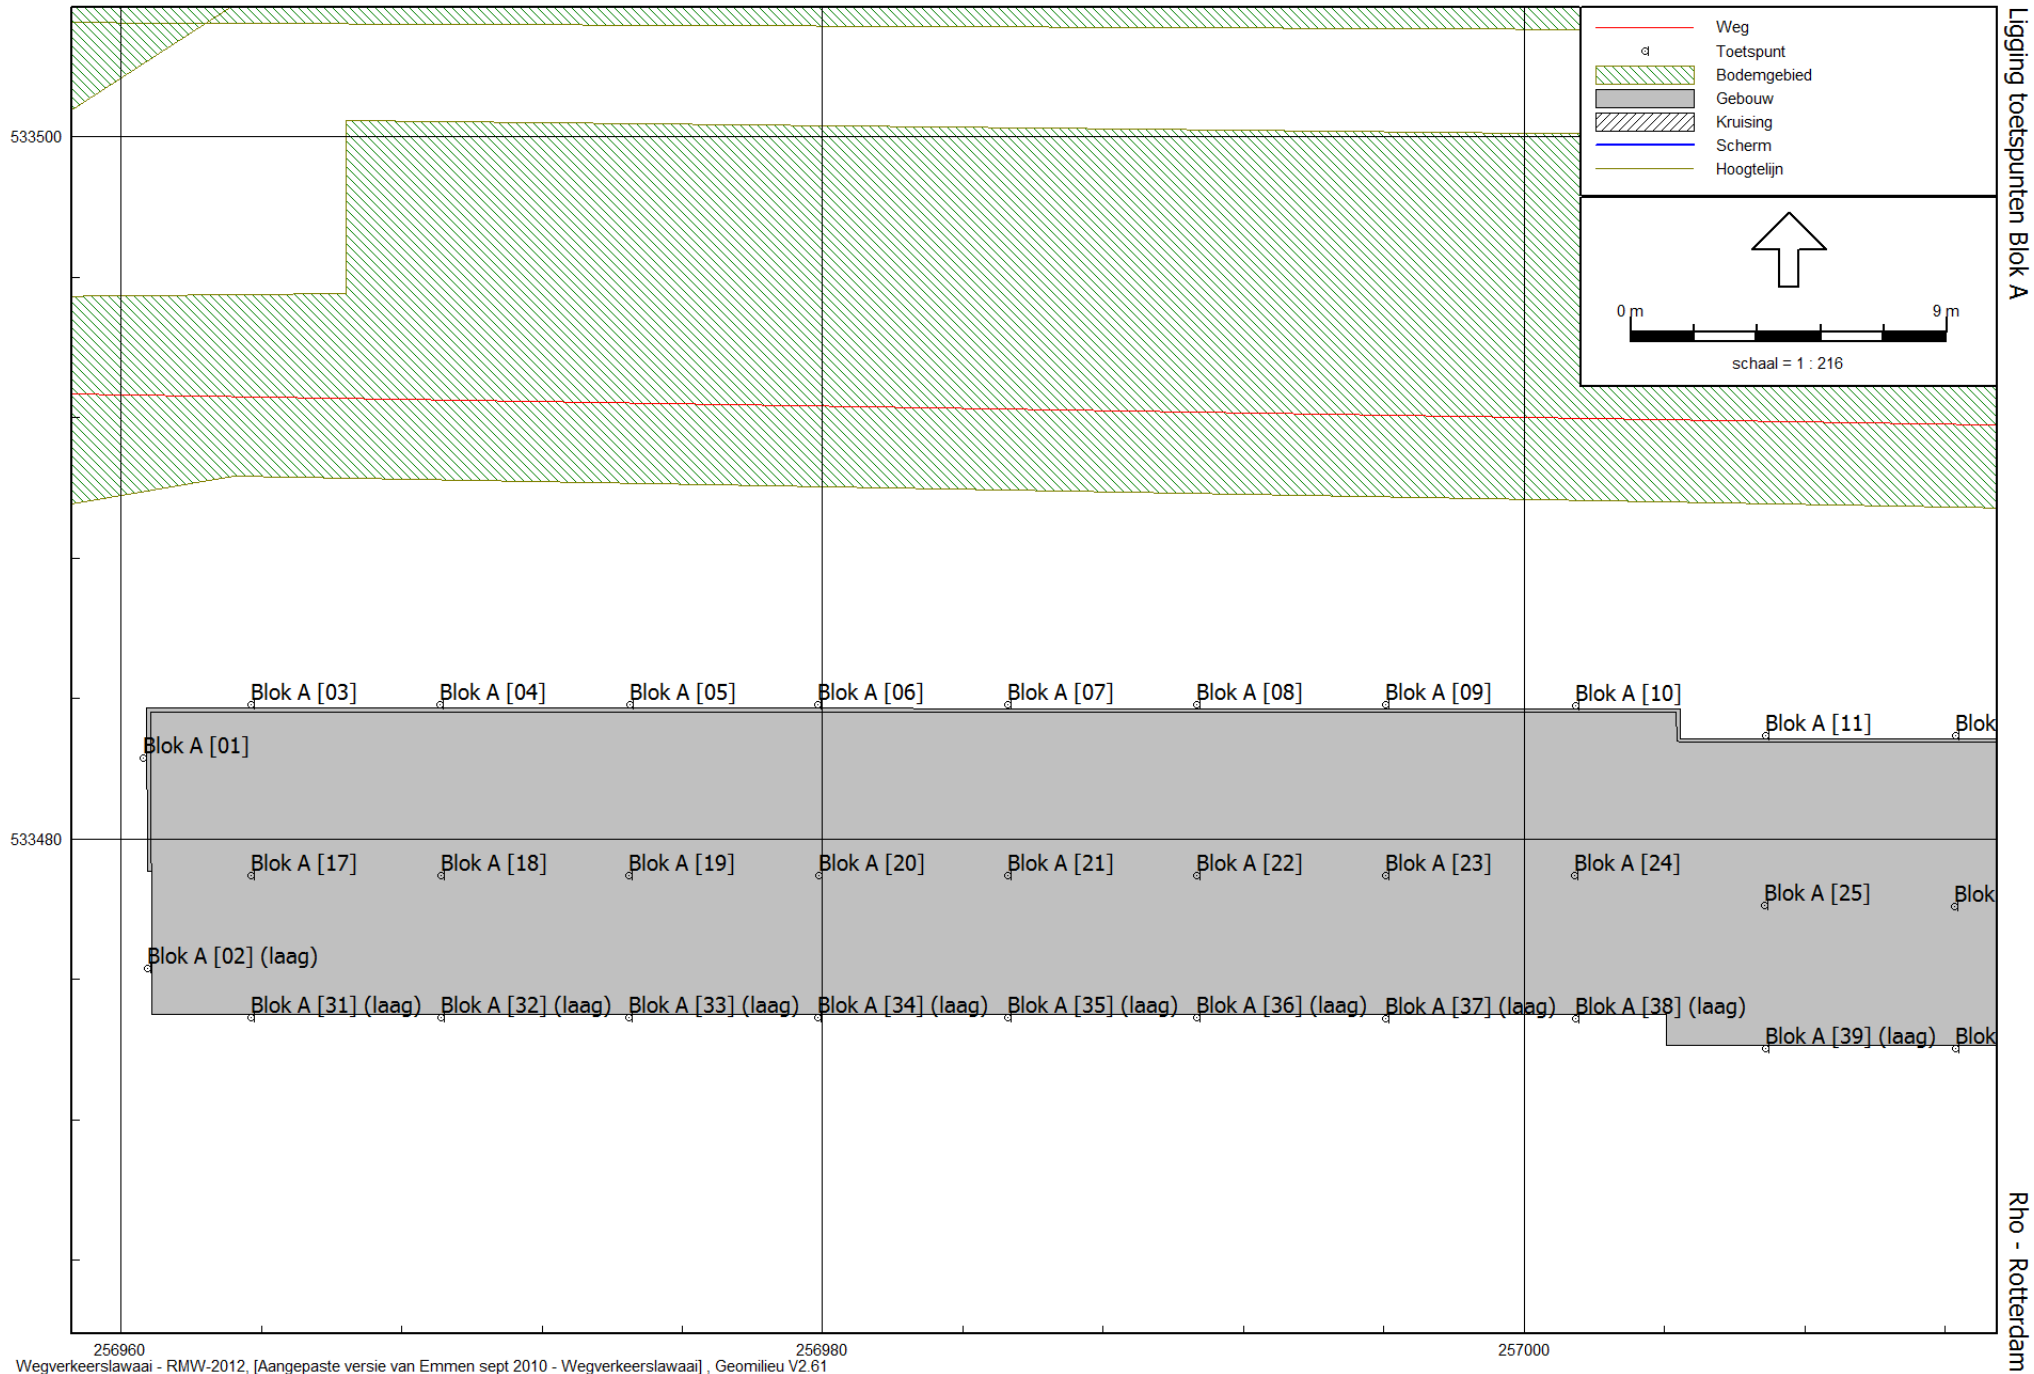 Weg
Toetspunt
Bodemgebied
Gebouw
Kruising
Scherm
Hoogtelijn
Ligging toetspunten Blok A
533500
0 m 9 m
schaal = 1 : 216
Blok A [03] Blok A [04] Blok A [05] Blok A [06] Blok A [07] Blok A [08] Blok A [09] Blok A [10]
Blok A [11] Blok
Blok A [01]
533480
Blok A [17] Blok A [18] Blok A [19] Blok A [20] Blok A [21] Blok A [22] Blok A [23] Blok A [24]
Blok A [25] Blok
Blok A [02] (laag)
Blok A [31] (laag) Blok A [32] (laag) Blok A [33] (laag) Blok A [34] (laag) Blok A [35] (laag) Blok A [36] (laag) Blok A [37] (laag) Blok A [38] (laag)
Blok A [39] (laag) Blok
Rho - Rotterdam
256960 256980 257000
Wegverkeerslawaai - RMW-2012, [Aangepaste versie van Emmen sept 2010 - Wegverkeerslawaai] , Geomilieu V2.61